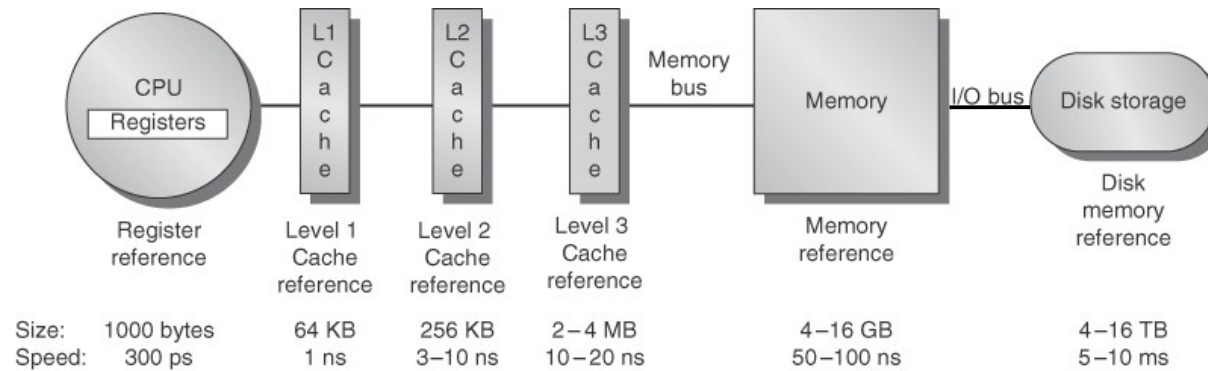 CPU
Registers
L1
C
a
c
h
e
L2
C
a
c
h
e
L3
C
a
c
h
e
Memory
bus
Memory
I/O bus
Disk storage
Register
reference
Level 1
Cache
reference
Level 2
Cache
reference
Level 3
Cache
reference
Memory
reference
Disk
memory
reference
Size: 1000 bytes 64 KB 256 KB 2–4 MB 4–16 GB 4–16 TB
Speed: 300 ps 1 ns 3–10 ns 10–20 ns 50–100 ns 5–10 ms